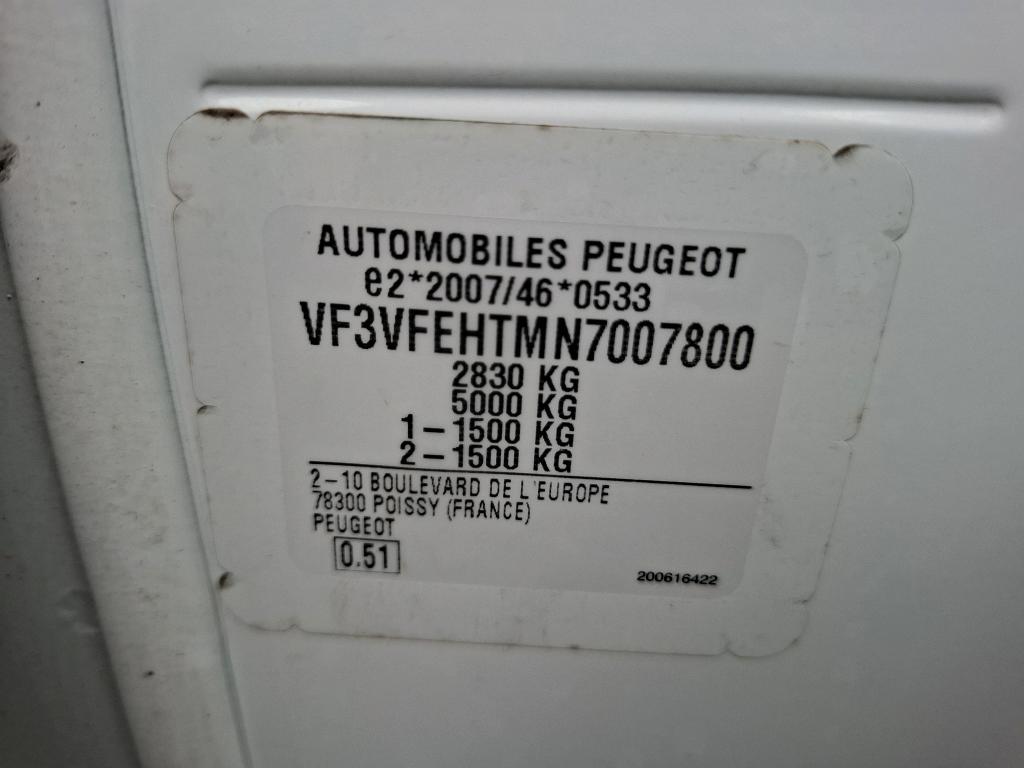 AUTOMOBILES PEUGEOT
e2*2007/46*0533
VF3VFEHTMN7007800
2830 KG
5000 KG
1-1500 KG
2-1500 KG
2-10 BOULEVARD DE L'EUROPE
78300 POISSY (FRANCE)
PEUGEOT
0.51
200616422